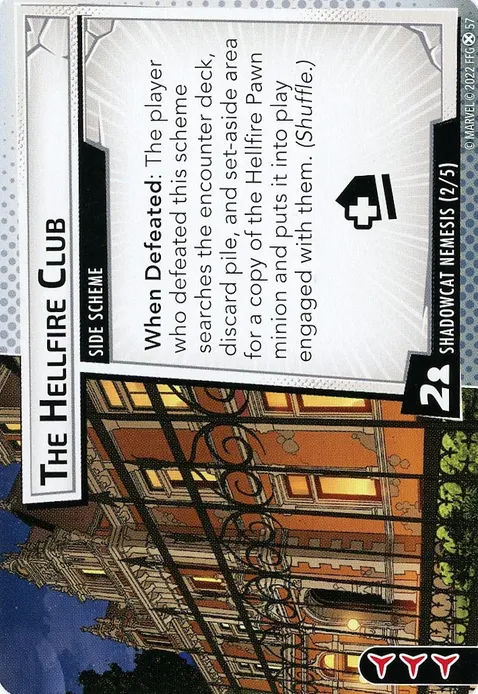 THE HELLFIRE CLUB
SIDE SCHEME
When Defeated: The player
who defeated this scheme
searches the encounter deck,
discard pile, and set-aside area
for a copy of the Hellfire Pawn
minion and puts it into play
engaged with them. (Shuffle.)
2
SHADOWCAT NEMESIS (2/5)
© MARVEL © 2022 FFG 57